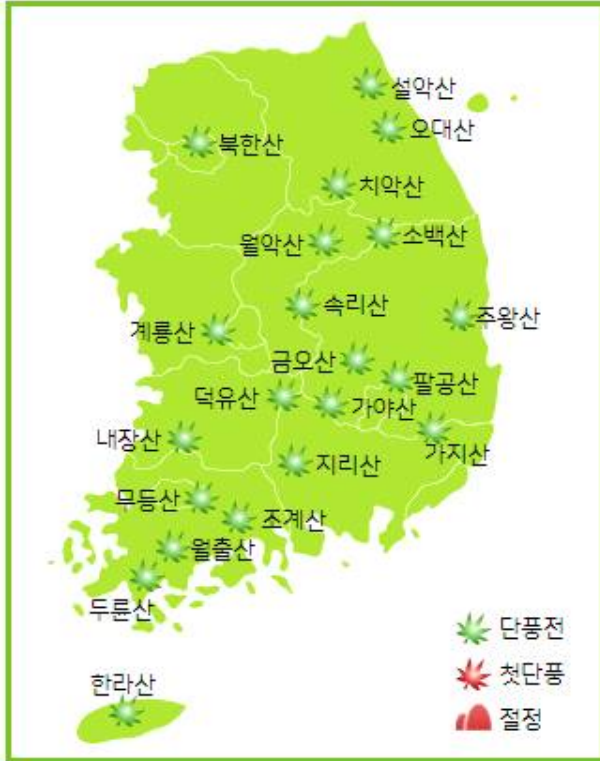 설악산
오대산
북한산
치악산
소백산
월악산
속리산
주왕산
계룡산
금오산
팔공산
덕유산
가야산
가지산
내장산
지리산
무등산
조계산
월출산
두륜산
한라산
단풍전
첫단풍
절정